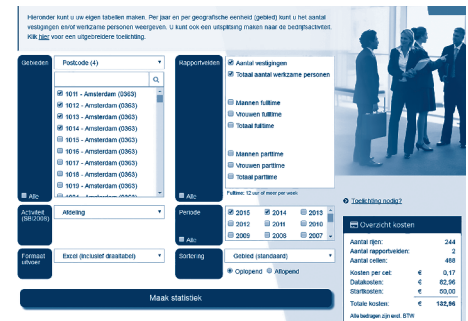 Hieronder kunt u uw eigen tabellen maken. Per jaar en per geografische eenheid (gebied) kunt u het aantal
vestigingen en/of werkzame personen weergeven. U kunt ook een uitsplitsing maken naar de bedrijfsactiviteit.
Klik hier voor een uitgebreidere toelichting.
Gebieden
Postcode (4)
1011 - Amsterdam (0363)
1012 - Amsterdam (0363)
1013 - Amsterdam (0363)
1014 - Amsterdam (0363)
1015 - Amsterdam (0363)
1016 - Amsterdam (0363)
1017 - Amsterdam (0363)
1018 - Amsterdam (0363)
1019 - Amsterdam (0363)
Alle
Rapportvelden
Aantal vestigingen
Totaal aantal werkzame personen
Mannen fulltime
Vrouwen fulltime
Totaal fulltime
Mannen parttime
Vrouwen parttime
Totaal parttime
Alle
Fulltime: 12 uur of meer per week
Activiteit
(SBI2008)
Afdeling
Periode
2015 2014 2013
2012 2011 2010
2009 2008 2007
Alle
Formaat
uitvoer
Excel (inclusief draaitabel)
Sortering
Gebied (standaard)
Oplopend Aflopend
Maak statistiek
Toelichting nodig?
Overzicht kosten
Aantal rijen: 244
Aantal rapportvelden: 2
Aantal cellen: 488
Kosten per cel: € 0,17
Datakosten: € 82,96
Startkosten: € 50,00
Totale kosten: € 132,96
Alle bedragen zijn excl. BTW